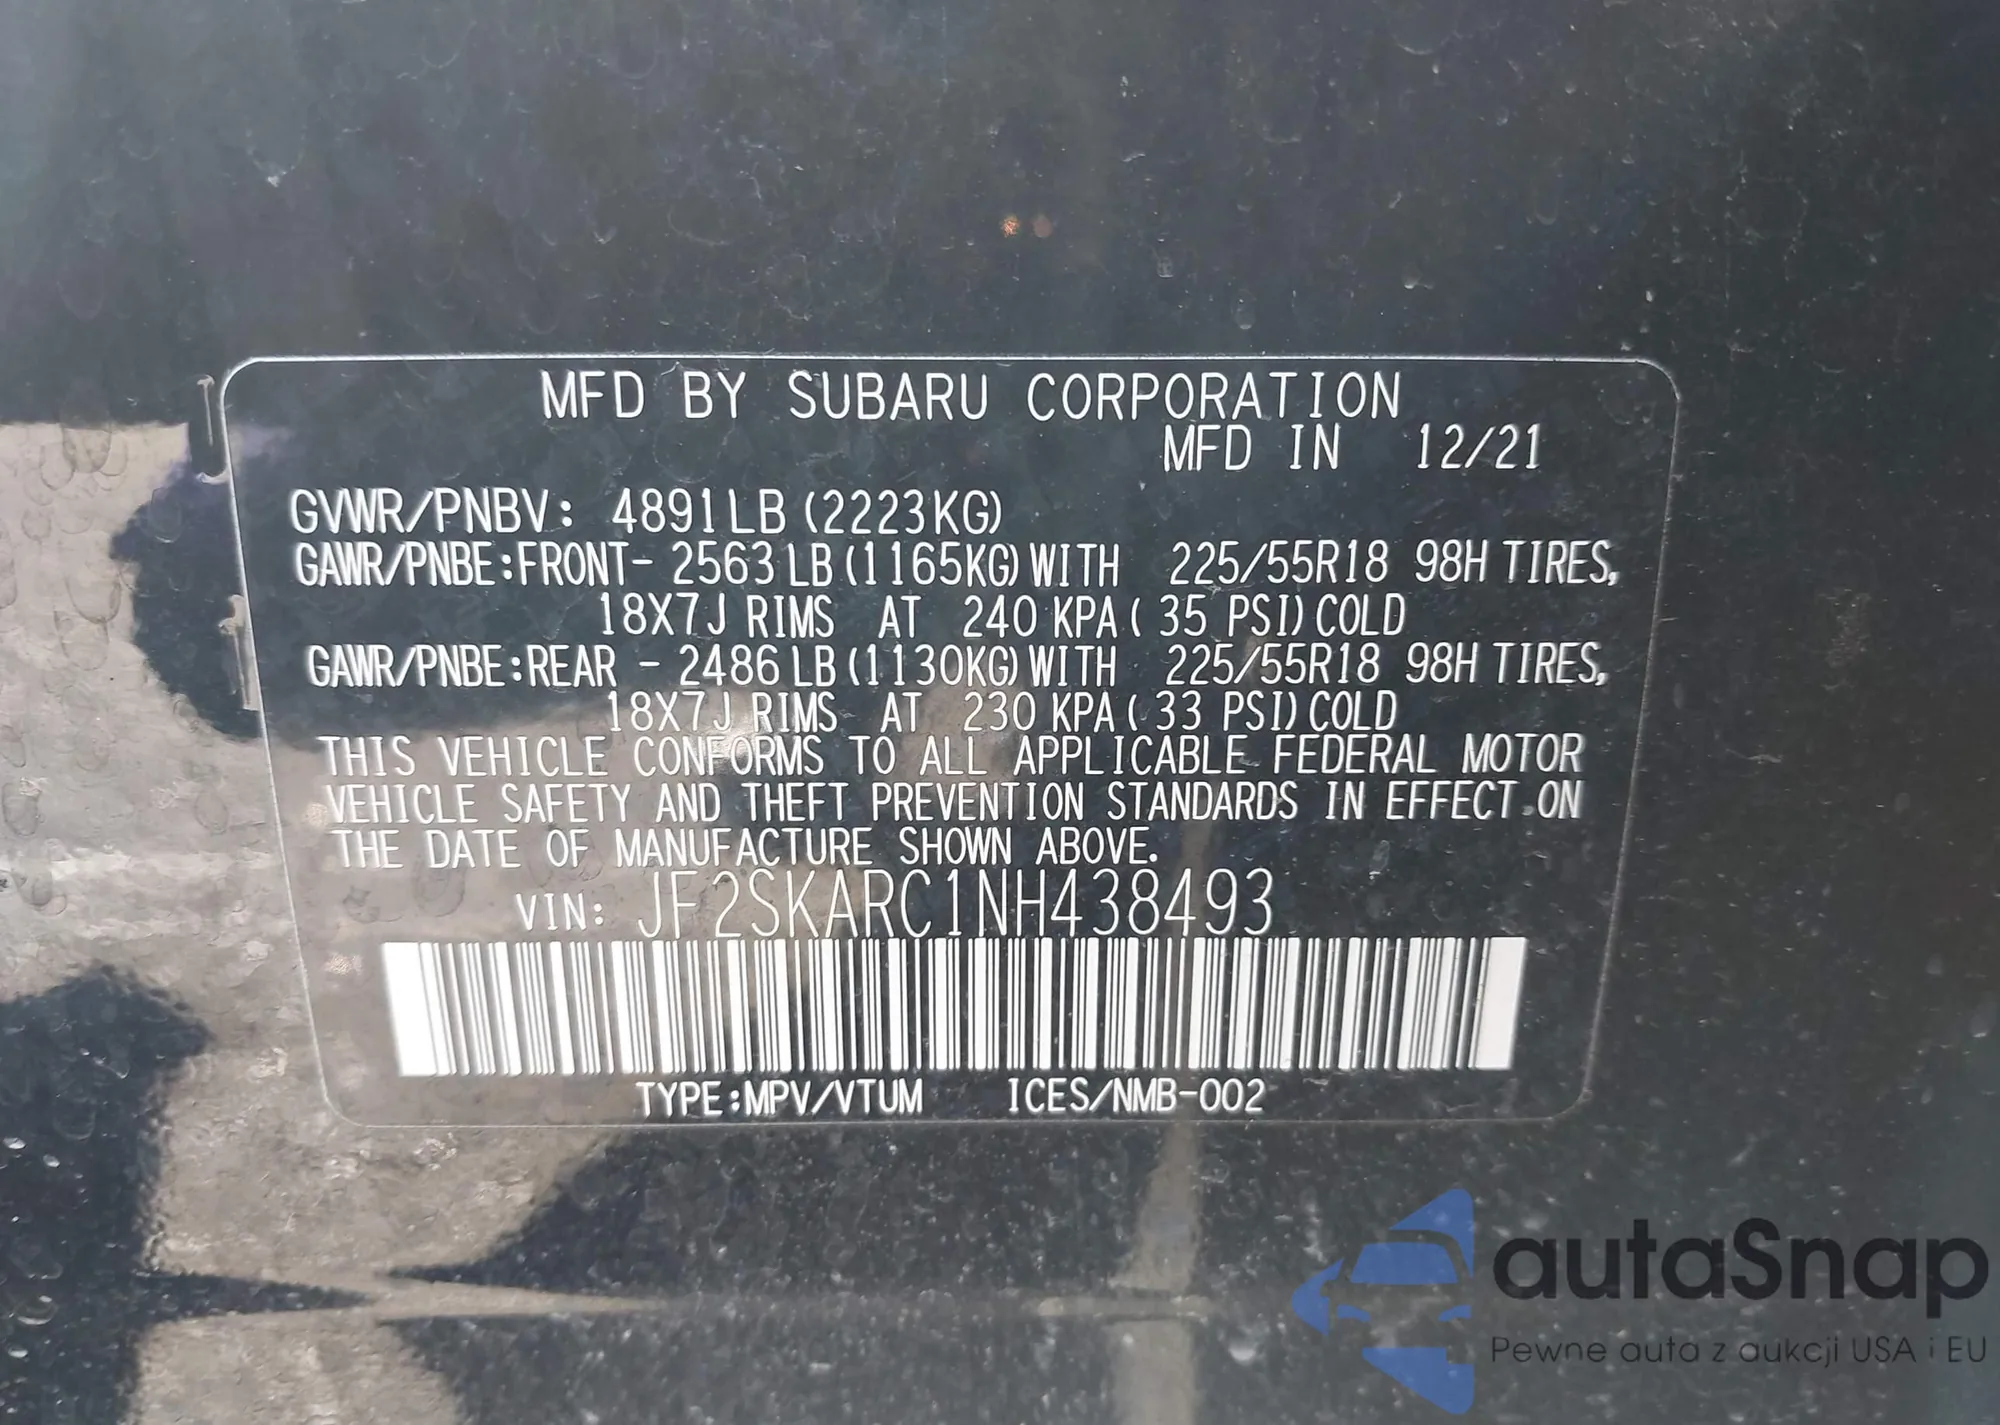 MFD BY SUBARU CORPORATION
MFD IN 12/21
GVWR/PNBV: 4891LB (2223KG)
GAWR/PNBE:FRONT- 2563 LB (1165KG) WITH 225/55R18 98H TIRES,
18X7J RIMS AT 240 KPA ( 35 PSI) COLD
GAWR/PNBE:REAR - 2486 LB (1130KG) WITH 225/55R18 98H TIRES,
18X7J RIMS AT 230 KPA ( 33 PSI) COLD
THIS VEHICLE CONFORMS TO ALL APPLICABLE FEDERAL MOTOR
VEHICLE SAFETY AND THEFT PREVENTION STANDARDS IN EFFECT ON
THE DATE OF MANUFACTURE SHOWN ABOVE.
VIN: JF2SKARC1NH438493
TYPE:MPV/VTUM ICES/NMB-002
autaSnap
Pewne auta z aukcji USA i EU